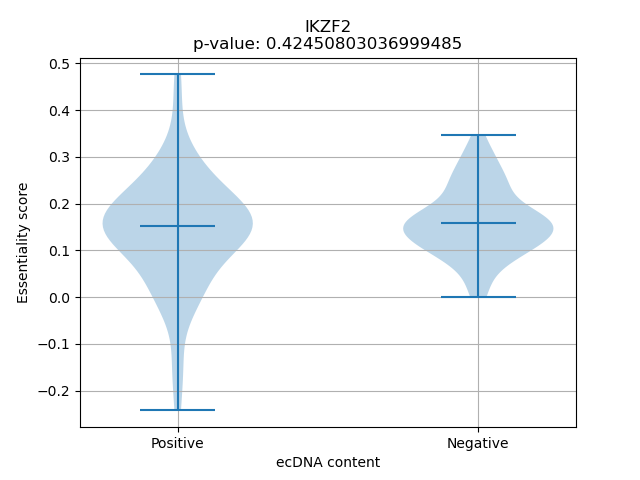 IKZF2
p-value: 0.42450803036999485
0.5
0.4
0.3
0.2
0.1
0.0
−0.1
−0.2
Essentiality score
Positive
Negative
ecDNA content